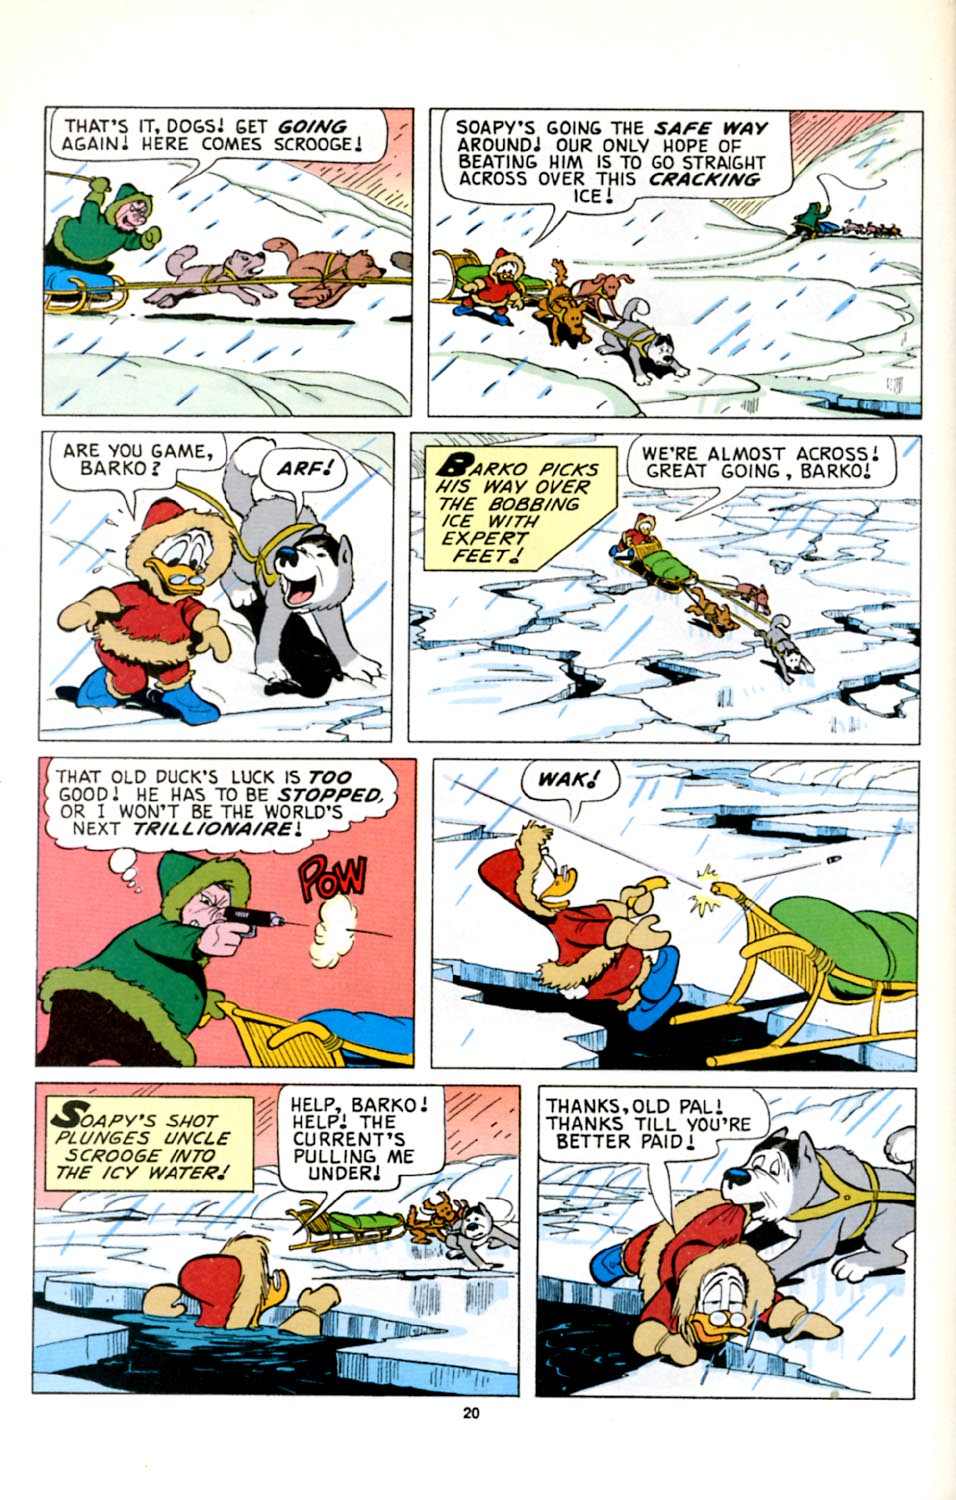 THAT'S IT, DOGS! GET GOING
AGAIN! HERE COMES SCROOGE!
SOAPY'S GOING THE SAFE WAY
AROUND! OUR ONLY HOPE OF
BEATING HIM IS TO GO STRAIGHT
ACROSS OVER THIS CRACKING
ICE!
ARE YOU GAME,
BARKO?
ARF!
BARKO PICKS
HIS WAY OVER
THE BOBBING
ICE WITH
EXPERT
FEET!
WE'RE ALMOST ACROSS!
GREAT GOING, BARKO!
THAT OLD DUCK'S LUCK IS TOO
GOOD! HE HAS TO BE STOPPED,
OR I WON'T BE THE WORLD'S
NEXT TRILLIONAIRE!
POW
WAK!
SOAPY'S SHOT
PLUNGES UNCLE
SCROOGE INTO
THE ICY WATER!
HELP, BARKO!
HELP! THE
CURRENT'S
PULLING ME
UNDER!
THANKS, OLD PAL!
THANKS TILL YOU'RE
BETTER PAID!
20